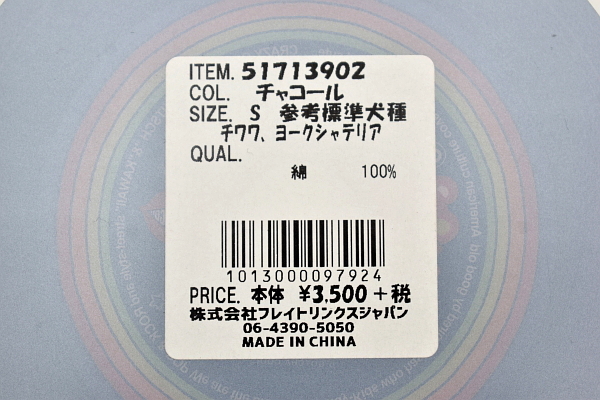 ITEM. 51713902
COL. チャコール
SIZE. S 参考標準犬種
チワワ、ヨークシャテリア
QUAL.
綿 100%
1013000097924
PRICE. 本体 ¥3.500+税
株式会社フレイトリンクスジャパン
06-4390-5050
MADE IN CHINA